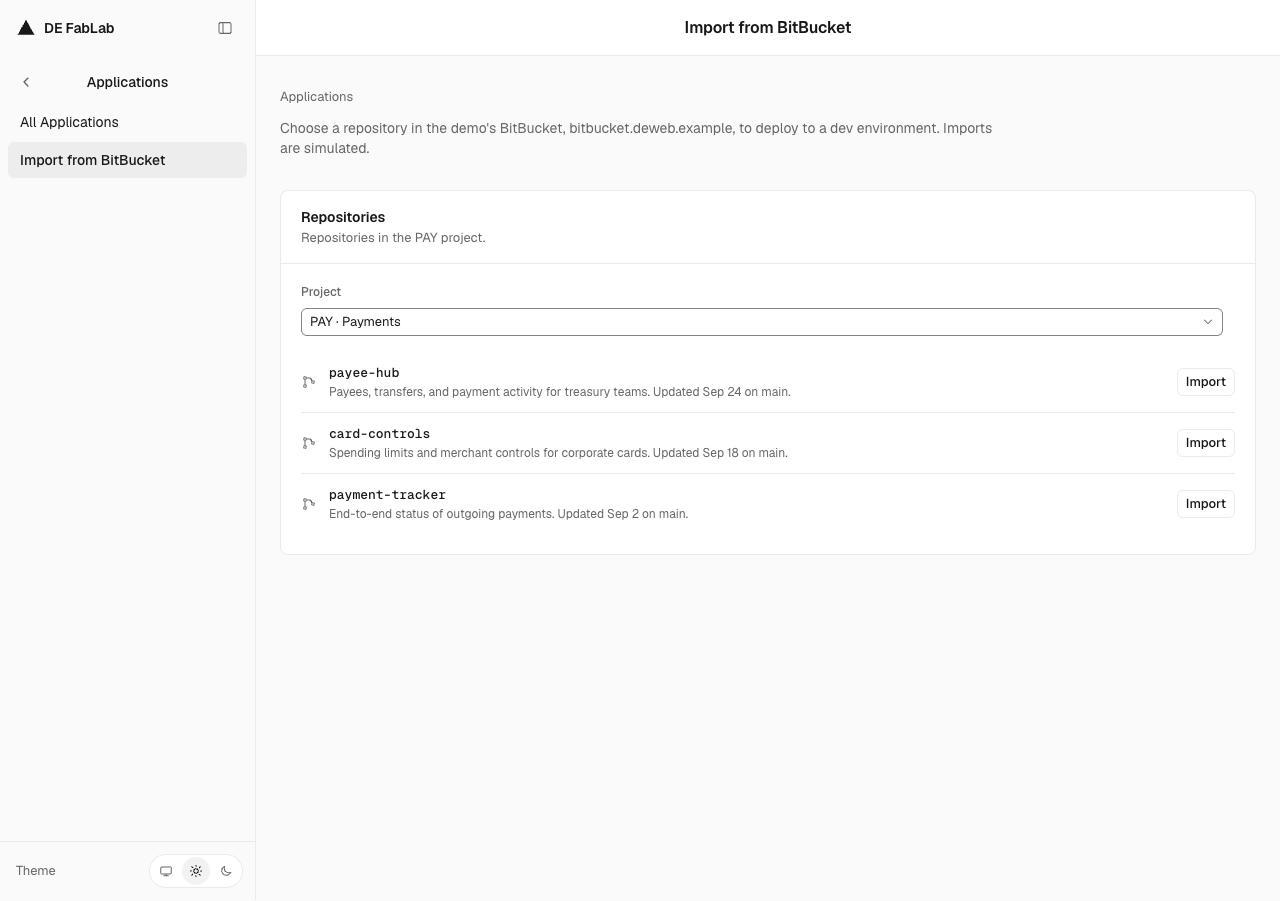 DE FabLab
Import from BitBucket
Applications
All Applications
Import from BitBucket
Applications
Choose a repository in the demo's BitBucket, bitbucket.deweb.example, to deploy to a dev environment. Imports
are simulated.
Repositories
Repositories in the PAY project.
Project
PAY · Payments
payee-hub
Payees, transfers, and payment activity for treasury teams. Updated Sep 24 on main.
Import
card-controls
Spending limits and merchant controls for corporate cards. Updated Sep 18 on main.
Import
payment-tracker
End-to-end status of outgoing payments. Updated Sep 2 on main.
Import
Theme